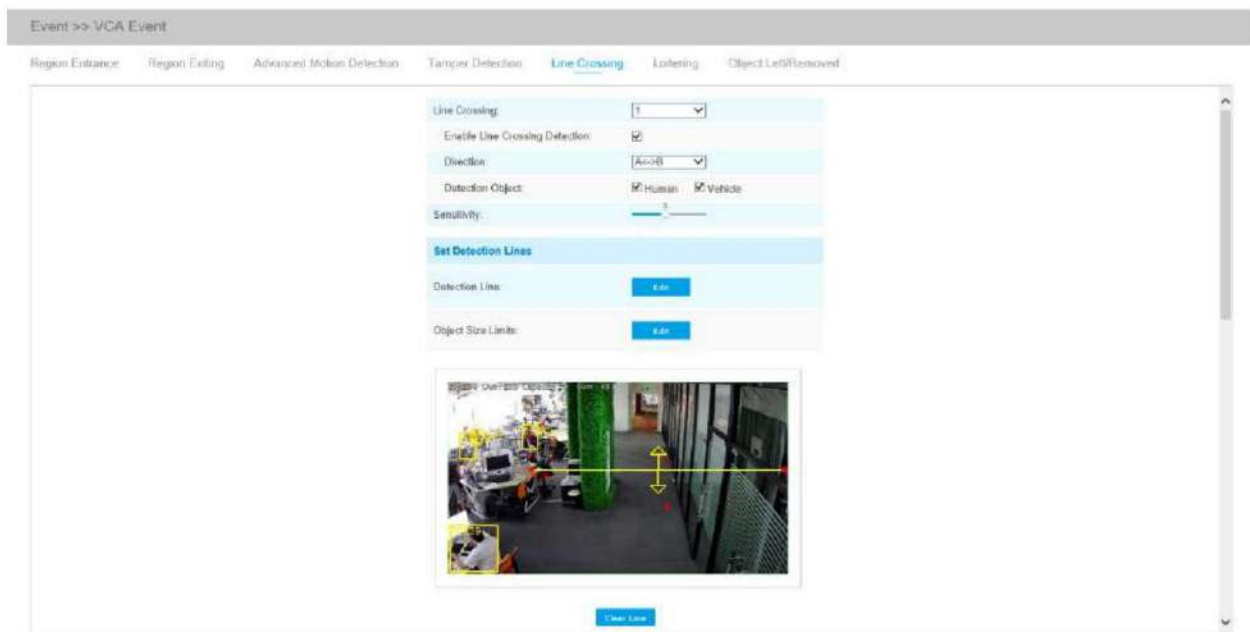 Event >> VCA Event
Region Entrance Region Exiting Advanced Motion Detection Tamper Detection Line Crossing Loitering Object Left/Removed
Line Crossing: 1
Enable Line Crossing Detection:
Direction: A<->B
Detection Object: Human Vehicle
Sensitivity: 5
Set Detection Lines
Detection Line: Edit
Object Size Limits: Edit
Clear Line